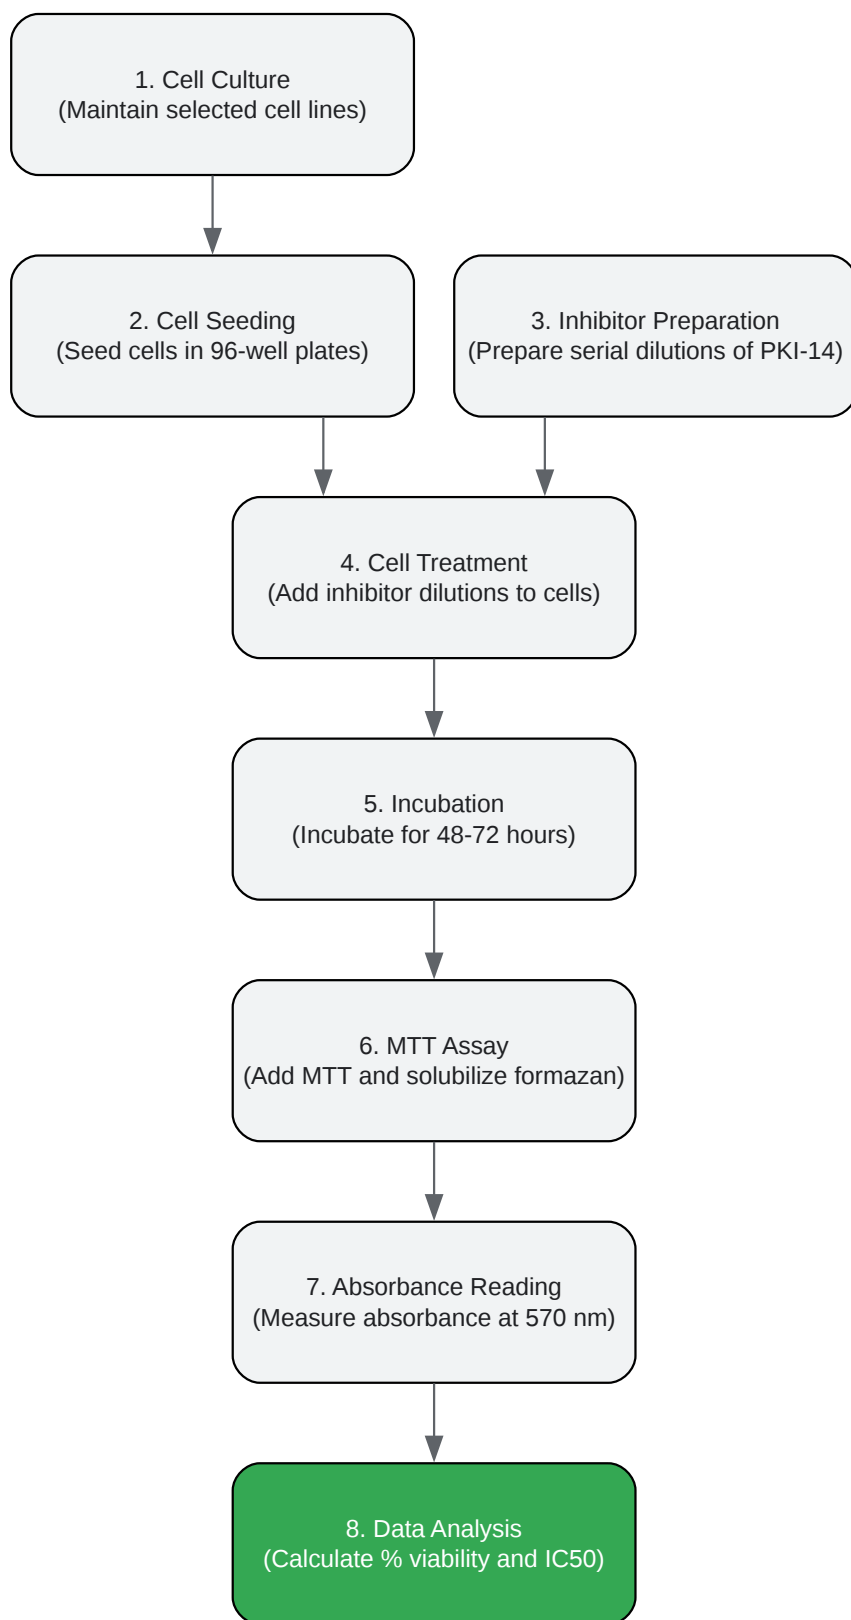 1. Cell Culture
(Maintain selected cell lines)
2. Cell Seeding
(Seed cells in 96-well plates)
3. Inhibitor Preparation
(Prepare serial dilutions of PKI-14)
4. Cell Treatment
(Add inhibitor dilutions to cells)
5. Incubation
(Incubate for 48-72 hours)
6. MTT Assay
(Add MTT and solubilize formazan)
7. Absorbance Reading
(Measure absorbance at 570 nm)
8. Data Analysis
(Calculate % viability and IC50)